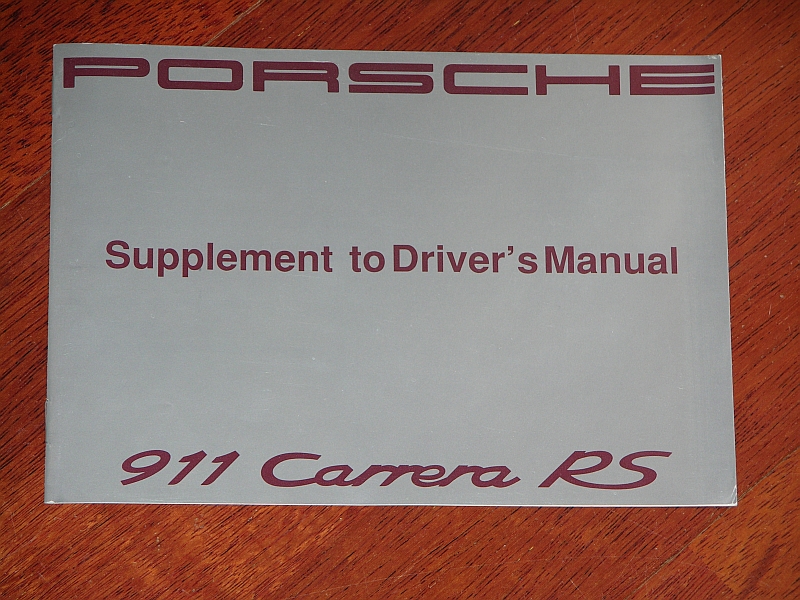 PORSCHE
Supplement to Driver's Manual
911 Carrera RS